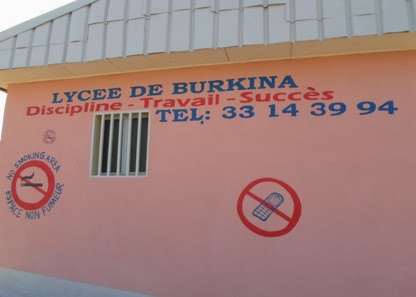 LYCEE DE BURKINA
Discipline - Travail - Succès
TEL: 33 14 39 94
NO SMOKING AREA
ESPACE NON FUMEUR